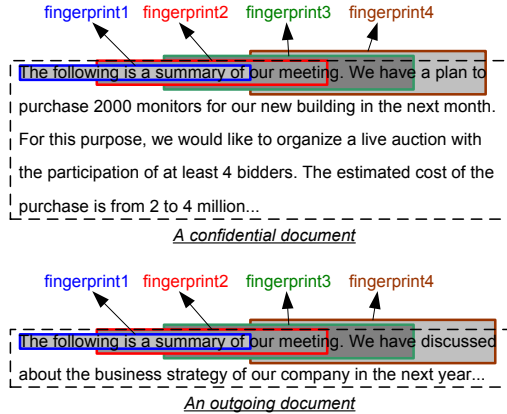 fingerprint1 fingerprint2 fingerprint3 fingerprint4
The following is a summary of our meeting. We have a plan to
purchase 2000 monitors for our new building in the next month.
For this purpose, we would like to organize a live auction with
the participation of at least 4 bidders. The estimated cost of the
purchase is from 2 to 4 million...
A confidential document
fingerprint1 fingerprint2 fingerprint3 fingerprint4
The following is a summary of our meeting. We have discussed
about the business strategy of our company in the next year...
An outgoing document